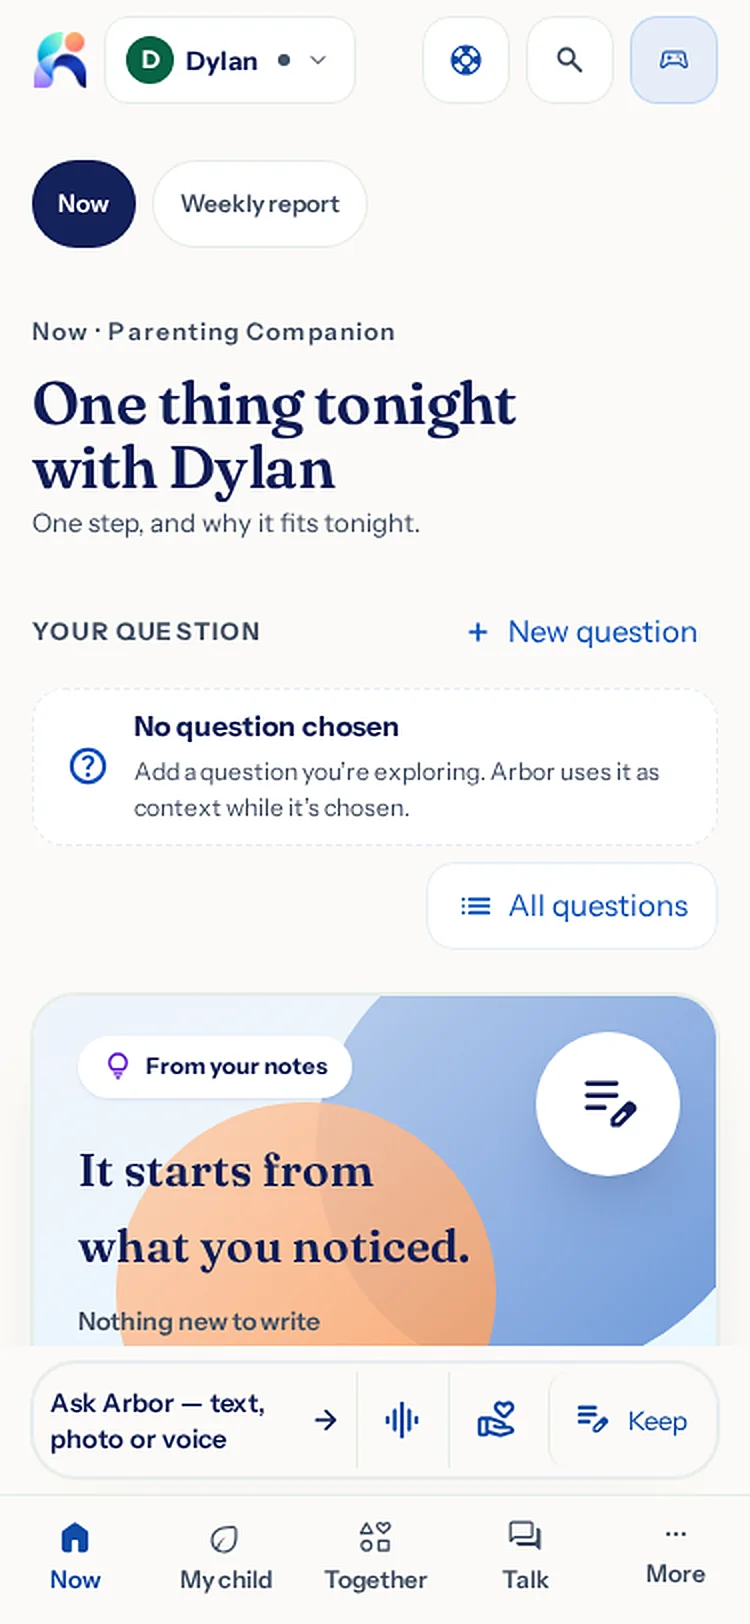 D Dylan
Now
Weekly report
Now · Parenting Companion
One thing tonight
with Dylan
One step, and why it fits tonight.
YOUR QUESTION
+ New question
No question chosen
Add a question you're exploring. Arbor uses it as
context while it's chosen.
All questions
From your notes
It starts from
what you noticed.
Nothing new to write
Ask Arbor — text,
photo or voice
Keep
Now
My child
Together
Talk
More